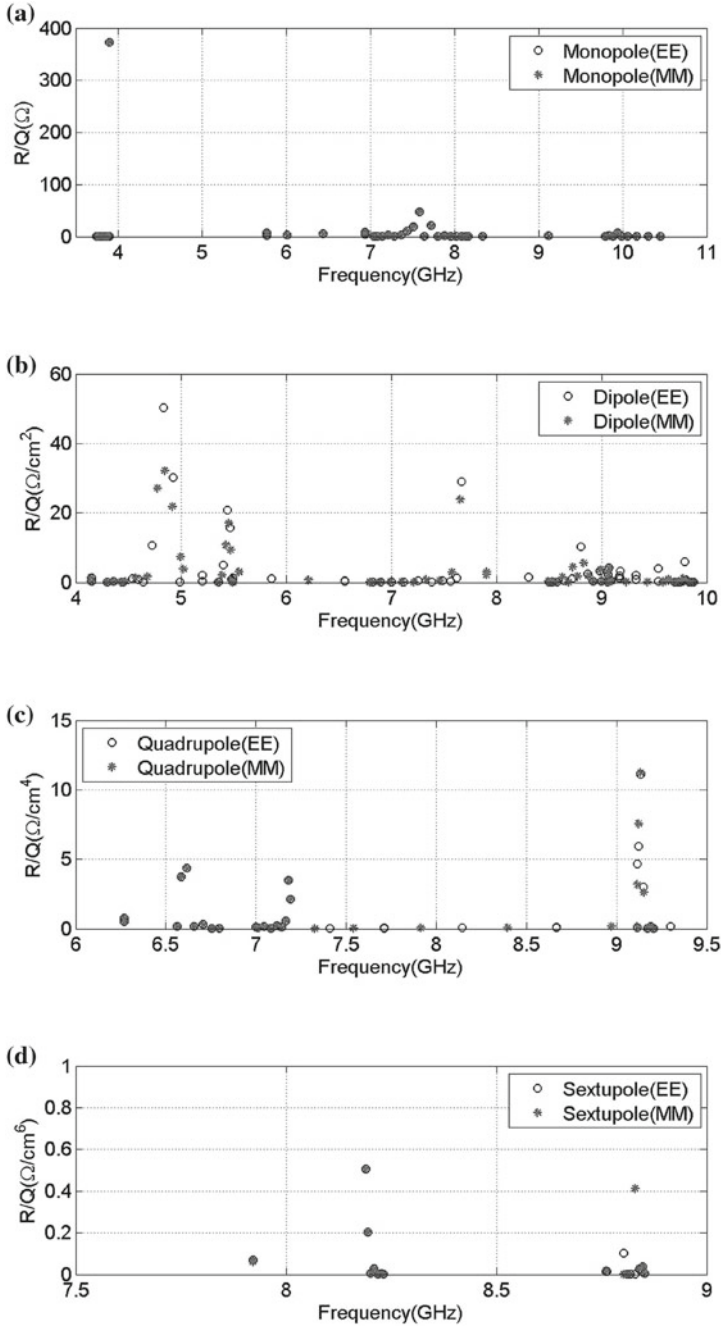 (a)
400
300
200
100
0
R/Q(Ω)
Monopole(EE)
Monopole(MM)
4 5 6 7 8 9 10 11
Frequency(GHz)
(b)
60
40
20
0
R/Q(Ω/cm²)
Dipole(EE)
Dipole(MM)
4 5 6 7 8 9 10
Frequency(GHz)
(c)
15
10
5
0
R/Q(Ω/cm⁴)
Quadrupole(EE)
Quadrupole(MM)
6 6.5 7 7.5 8 8.5 9 9.5
Frequency(GHz)
(d)
1
0.8
0.6
0.4
0.2
0
R/Q(Ω/cm⁶)
Sextupole(EE)
Sextupole(MM)
7.5 8 8.5 9
Frequency(GHz)